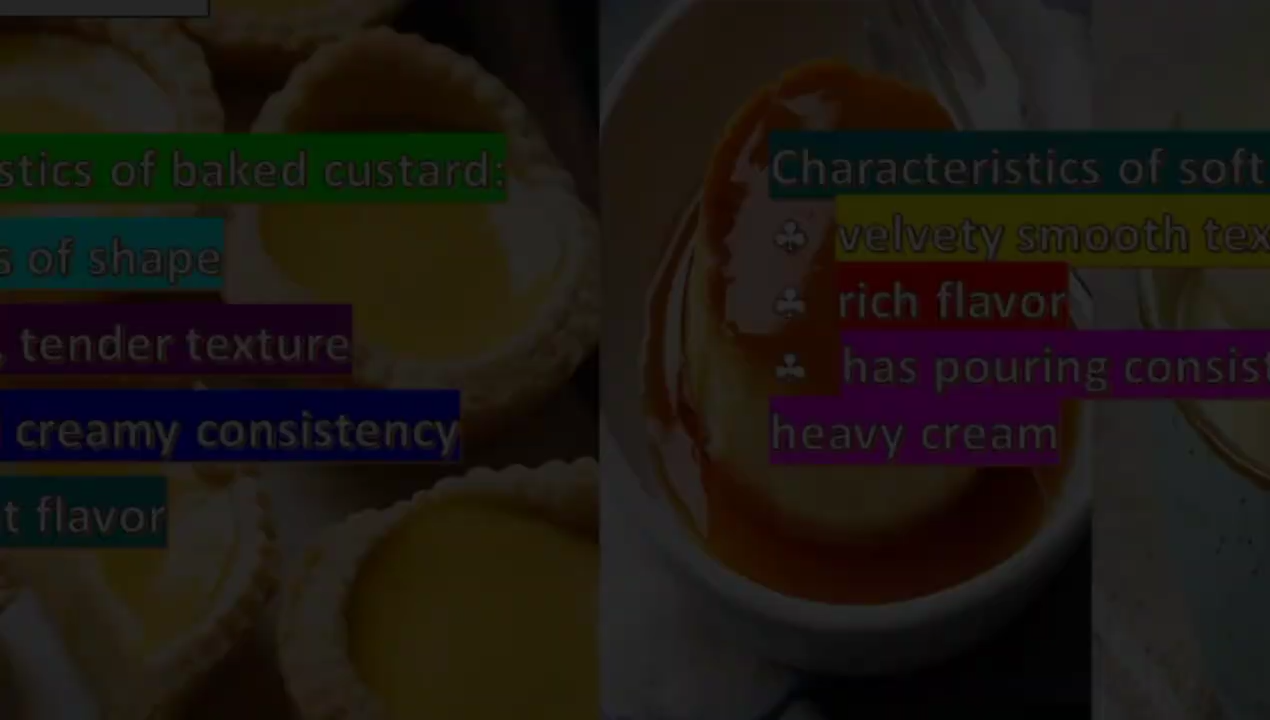 stics of baked custard:
s of shape
, tender texture
creamy consistency
t flavor
Characteristics of soft
♣ velvety smooth tex
♣ rich flavor
♣ has pouring consist
heavy cream